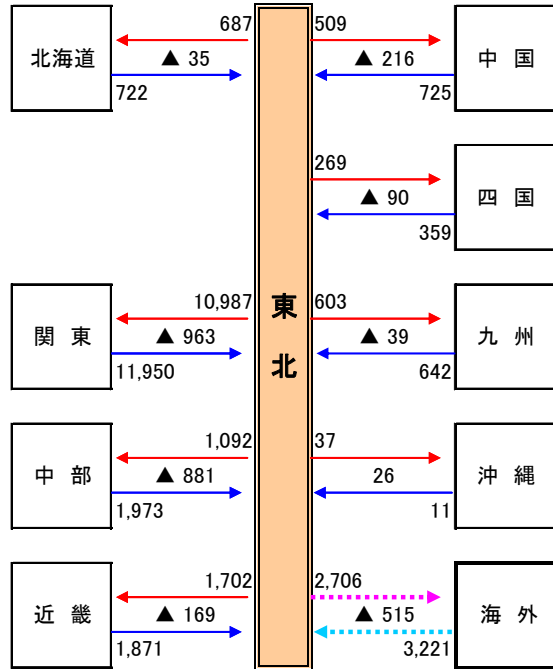 687
509
北海道
▲ 35
▲ 216
中 国
722
725
269
▲ 90
四 国
359
10,987
東北
603
関 東
▲ 963
▲ 39
九 州
11,950
642
1,092
37
中 部
▲ 881
26
沖 縄
1,973
11
1,702
2,706
近 畿
▲ 169
▲ 515
海 外
1,871
3,221